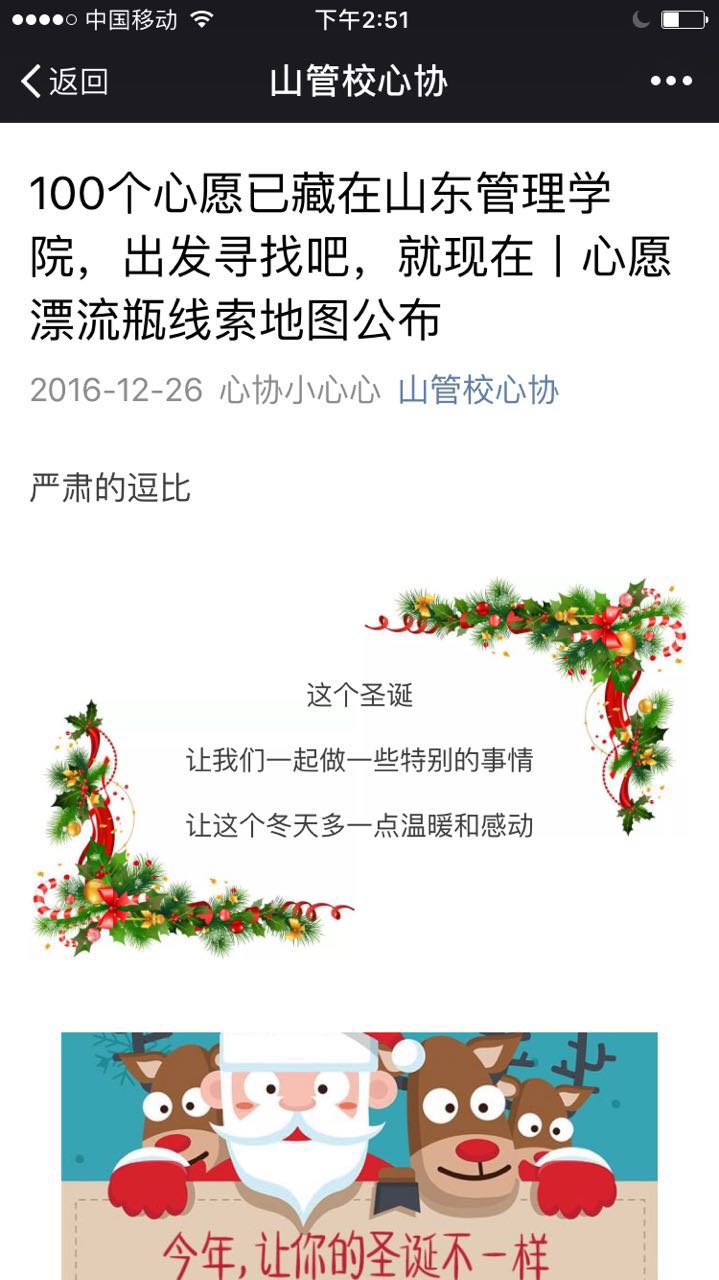 中国移动 下午2:51
返回 山管校心协
100个心愿已藏在山东管理学
院，出发寻找吧，就现在丨心愿
漂流瓶线索地图公布
2016-12-26 心协小心心 山管校心协
严肃的逗比
这个圣诞
让我们一起做一些特别的事情
让这个冬天多一点温暖和感动
今年,让你的圣诞不一样